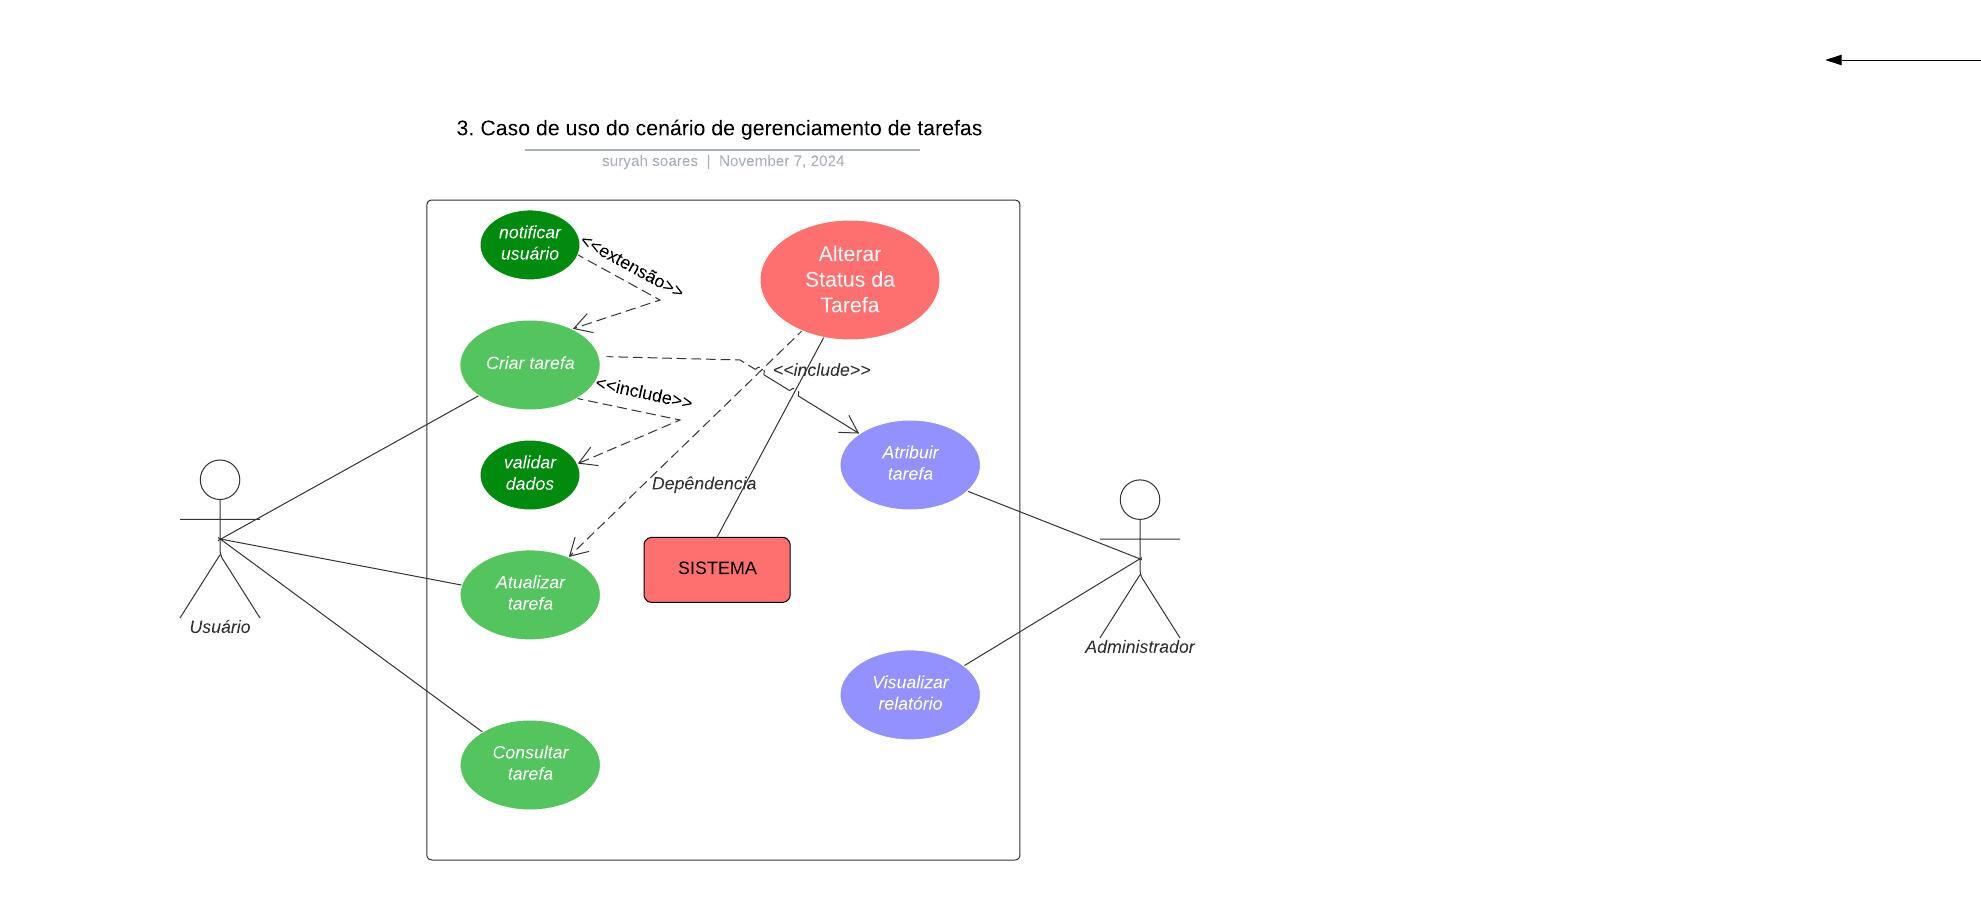 3. Caso de uso do cenário de gerenciamento de tarefas
suryah soares | November 7, 2024
notificar
usuário
<<extensão>>
Alterar
Status da
Tarefa
Criar tarefa
<<include>>
<<include>>
validar
dados
Atribuir
tarefa
Depêndencia
SISTEMA
Atualizar
tarefa
Usuário
Administrador
Visualizar
relatório
Consultar
tarefa